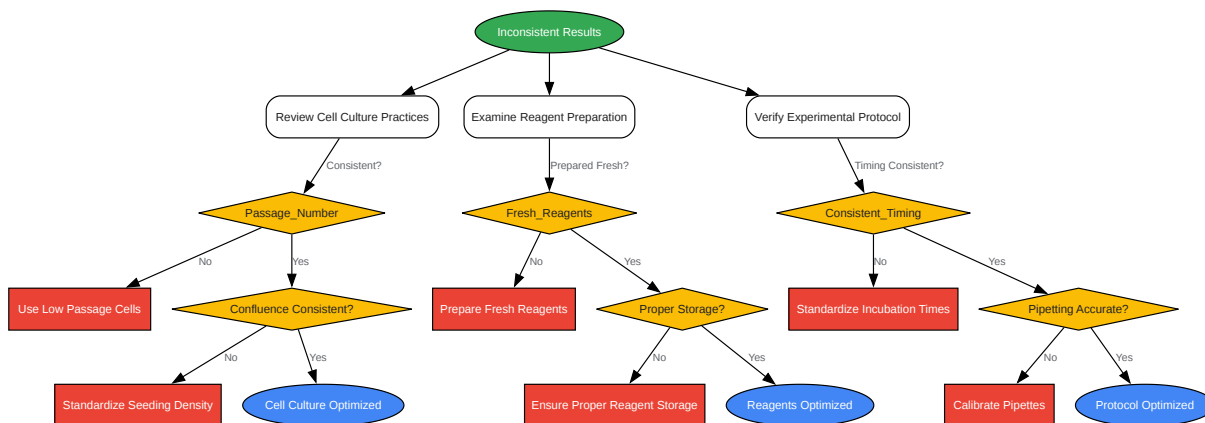 Inconsistent Results
Review Cell Culture Practices
Examine Reagent Preparation
Verify Experimental Protocol
Consistent?
Prepared Fresh?
Timing Consistent?
Passage_Number
Fresh_Reagents
Consistent_Timing
No
Yes
No
Yes
No
Yes
Use Low Passage Cells
Confluence Consistent?
Prepare Fresh Reagents
Proper Storage?
Standardize Incubation Times
Pipetting Accurate?
No
Yes
No
Yes
No
Yes
Standardize Seeding Density
Cell Culture Optimized
Ensure Proper Reagent Storage
Reagents Optimized
Calibrate Pipettes
Protocol Optimized